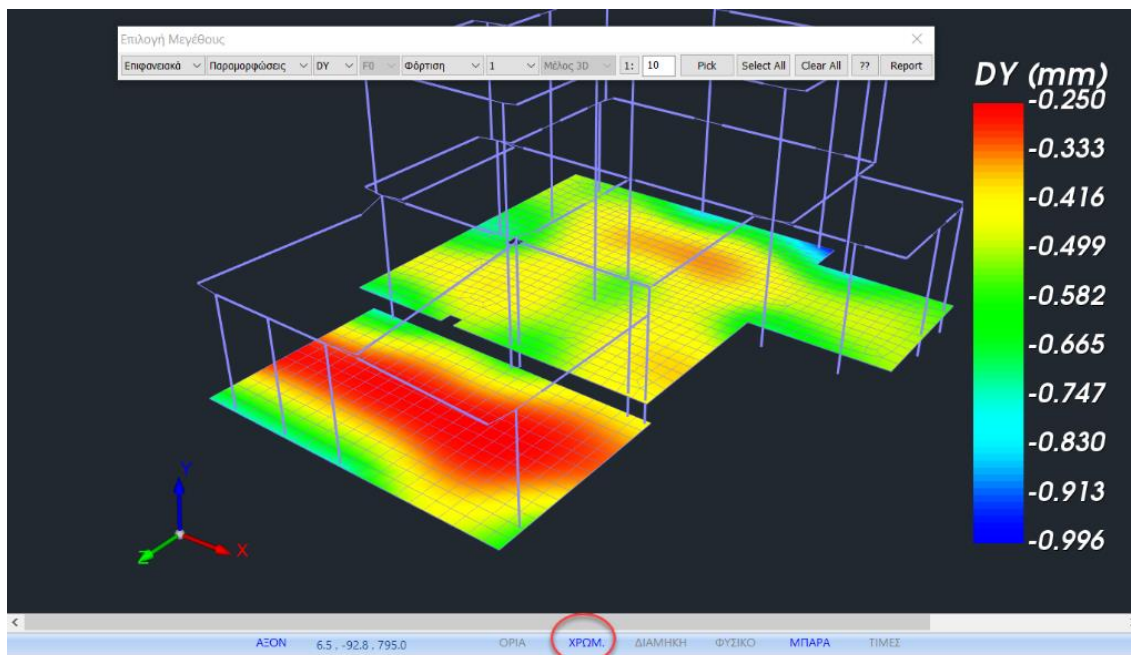 Επιλογή Μεγέθους
Επιφανειακά Παραμορφώσεις DY F0 Φόρτιση 1 Μέλος 3D 1: 10 Pick Select All Clear All ?? Report
DY (mm)
-0.250
-0.333
-0.416
-0.499
-0.582
-0.665
-0.747
-0.830
-0.913
-0.996
Y
X
Z
ΑΞΟΝ 6.5 , -92.8 , 795.0 ΟΡΙΑ ΧΡΩΜ. ΔΙΑΜΗΚΗ ΦΥΣΙΚΟ ΜΠΑΡΑ ΤΙΜΕΣ